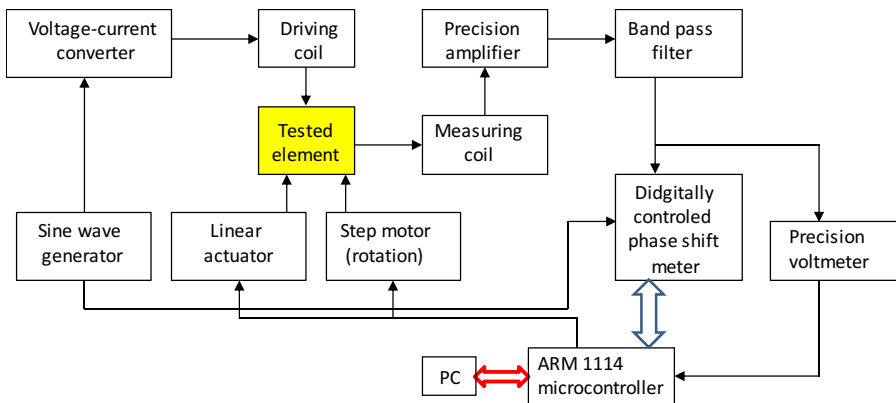 Voltage-current
converter
Driving
coil
Precision
amplifier
Band pass
filter
Tested
element
Measuring
coil
Sine wave
generator
Linear
actuator
Step motor
(rotation)
Didgitally
controled
phase shift
meter
Precision
voltmeter
PC
ARM 1114
microcontroller